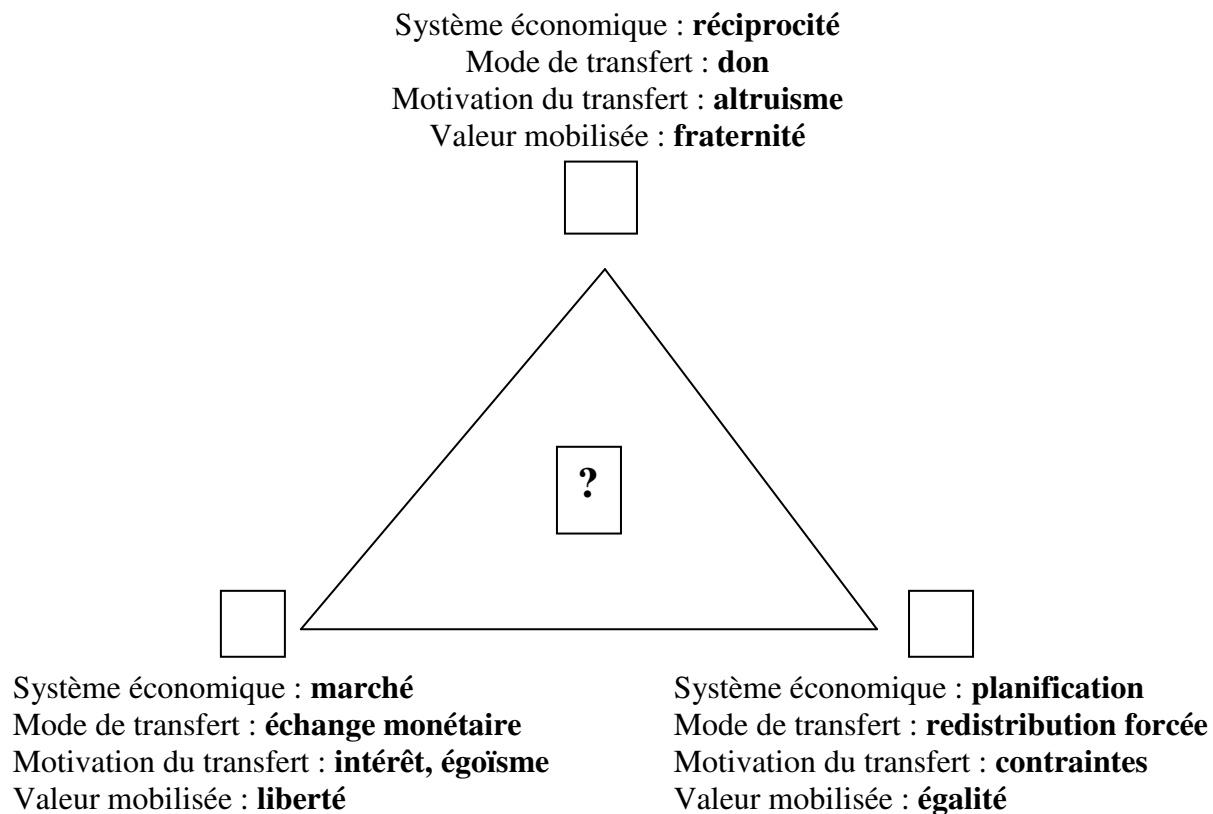 Système économique : réciprocité
Mode de transfert : don
Motivation du transfert : altruisme
Valeur mobilisée : fraternité
?
Système économique : marché
Mode de transfert : échange monétaire
Motivation du transfert : intérêt, égoïsme
Valeur mobilisée : liberté
Système économique : planification
Mode de transfert : redistribution forcée
Motivation du transfert : contraintes
Valeur mobilisée : égalité